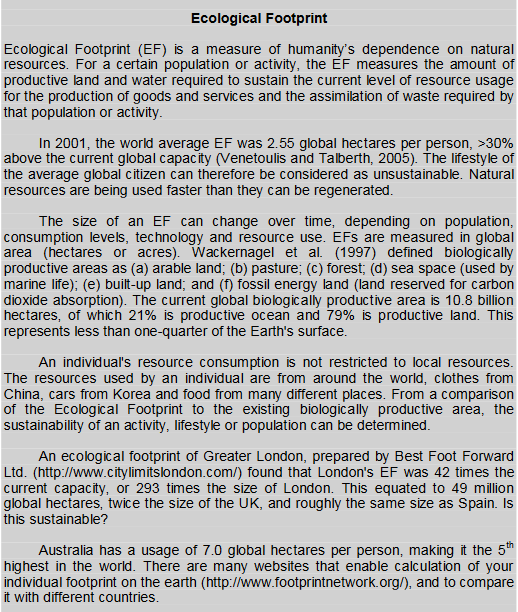 Ecological Footprint
Ecological Footprint (EF) is a measure of humanity's dependence on natural
resources. For a certain population or activity, the EF measures the amount of
productive land and water required to sustain the current level of resource usage
for the production of goods and services and the assimilation of waste required by
that population or activity.
In 2001, the world average EF was 2.55 global hectares per person, >30%
above the current global capacity (Venetoulis and Talberth, 2005). The lifestyle of
the average global citizen can therefore be considered as unsustainable. Natural
resources are being used faster than they can be regenerated.
The size of an EF can change over time, depending on population,
consumption levels, technology and resource use. EFs are measured in global
area (hectares or acres). Wackernagel et al. (1997) defined biologically
productive areas as (a) arable land; (b) pasture; (c) forest; (d) sea space (used by
marine life); (e) built-up land; and (f) fossil energy land (land reserved for carbon
dioxide absorption). The current global biologically productive area is 10.8 billion
hectares, of which 21% is productive ocean and 79% is productive land. This
represents less than one-quarter of the Earth's surface.
An individual's resource consumption is not restricted to local resources.
The resources used by an individual are from around the world, clothes from
China, cars from Korea and food from many different places. From a comparison
of the Ecological Footprint to the existing biologically productive area, the
sustainability of an activity, lifestyle or population can be determined.
An ecological footprint of Greater London, prepared by Best Foot Forward
Ltd. (http://www.citylimitslondon.com/) found that London's EF was 42 times the
current capacity, or 293 times the size of London. This equated to 49 million
global hectares, twice the size of the UK, and roughly the same size as Spain. Is
this sustainable?
Australia has a usage of 7.0 global hectares per person, making it the 5th
highest in the world. There are many websites that enable calculation of your
individual footprint on the earth (http://www.footprintnetwork.org/), and to compare
it with different countries.